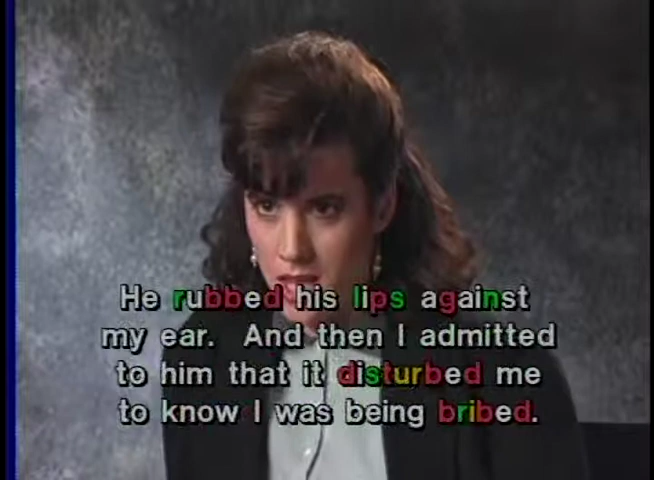 He rubbed his lips against
my ear. And then I admitted
to him that it disturbed me
to know I was being bribed.